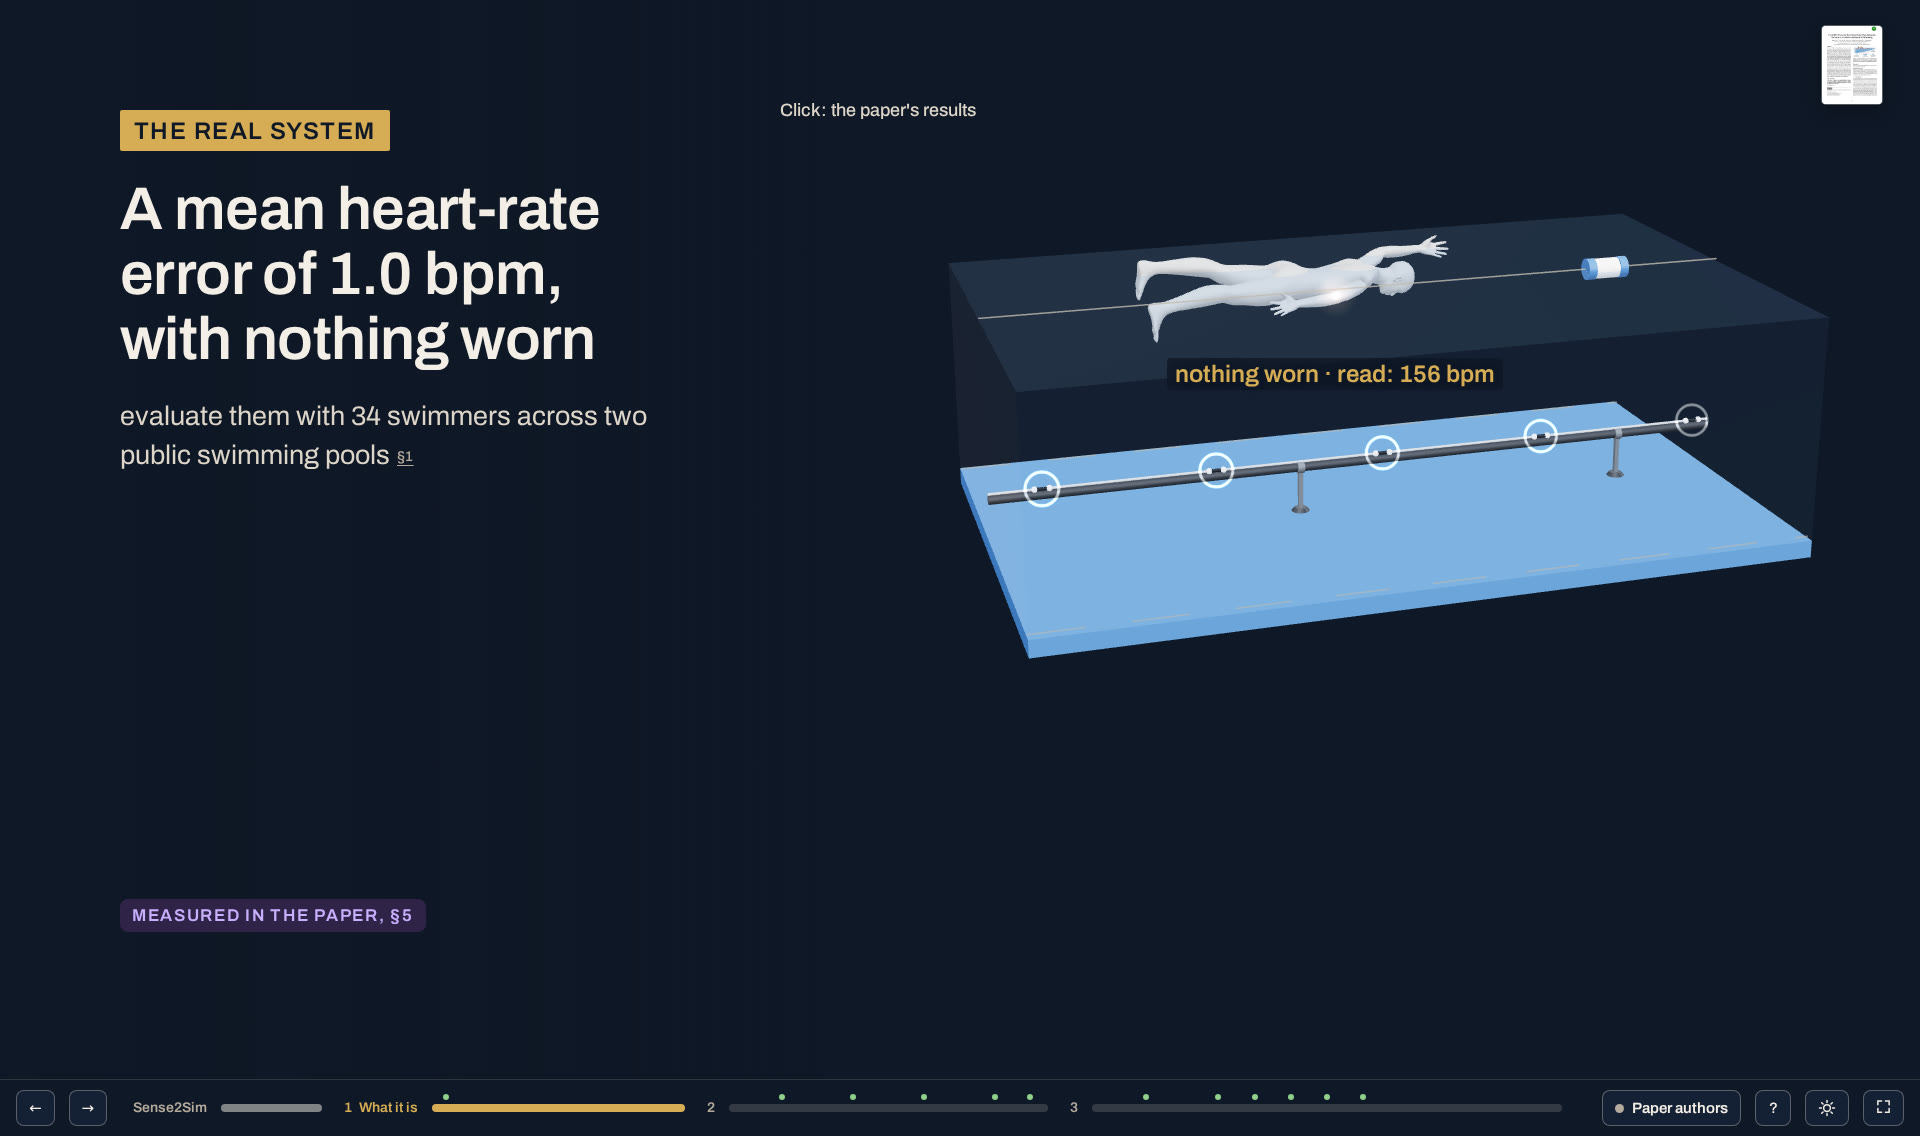 THE REAL SYSTEM
Click: the paper's results
A mean heart-rate
error of 1.0 bpm,
with nothing worn
evaluate them with 34 swimmers across two
public swimming pools §1
nothing worn · read: 156 bpm
MEASURED IN THE PAPER, §5
← → Sense2Sim 1 What it is 2 3 Paper authors ?